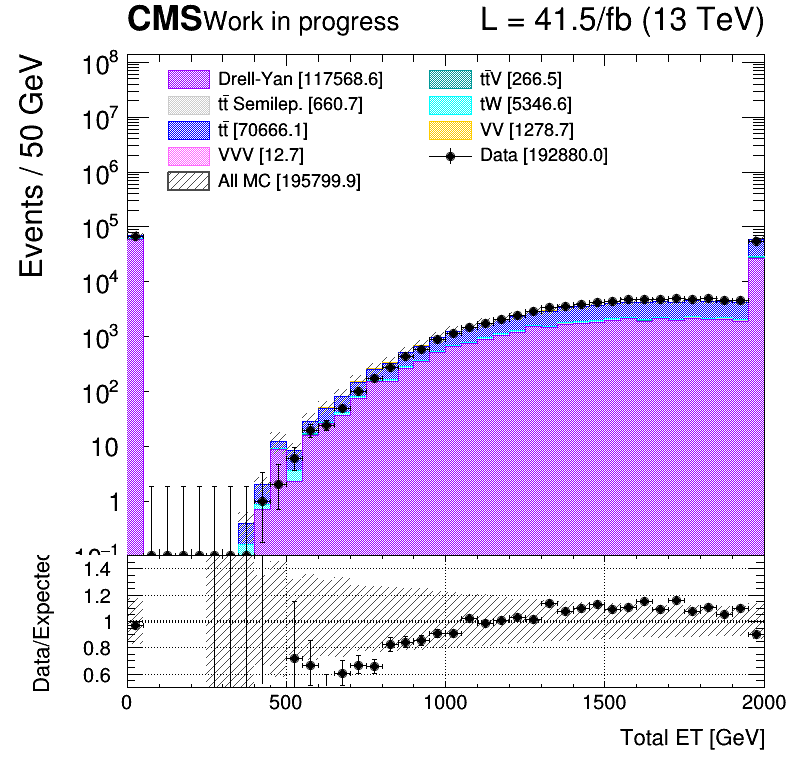 CMS Work in progress L = 41.5/fb (13 TeV)
Events / 50 GeV
10⁸
10⁷
10⁶
10⁵
10⁴
10³
10²
10
1
10⁻¹
Drell-Yan [117568.6]
tt̄ Semilep. [660.7]
tt̄ [70666.1]
VVV [12.7]
All MC [195799.9]
tt̄V [266.5]
tW [5346.6]
VV [1278.7]
Data [192880.0]
Data/Expected
1.4
1.2
1
0.8
0.6
0 500 1000 1500 2000
Total ET [GeV]